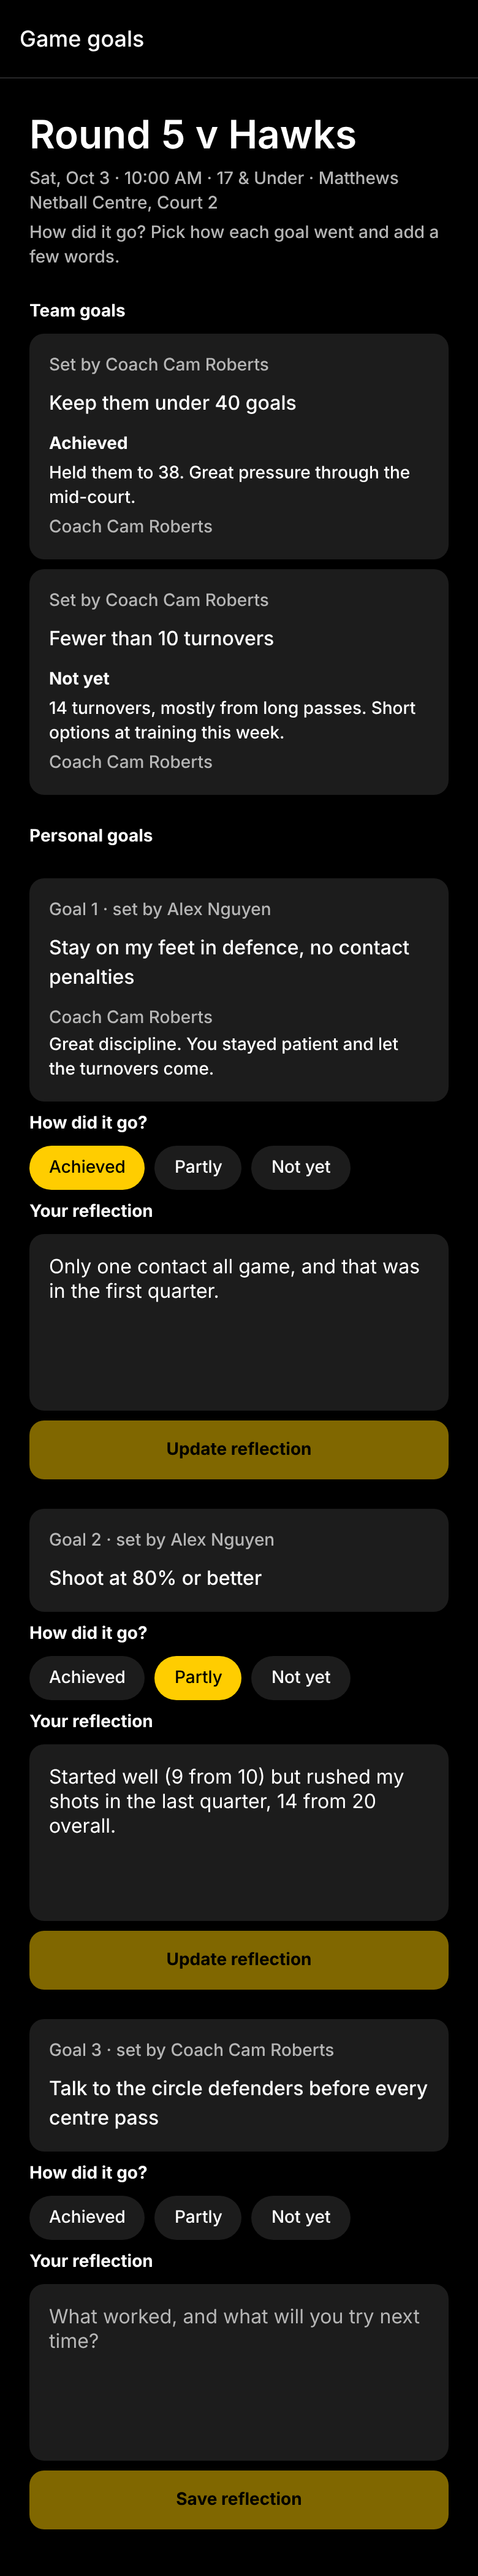 Game goals
Round 5 v Hawks
Sat, Oct 3 · 10:00 AM · 17 & Under · Matthews
Netball Centre, Court 2
How did it go? Pick how each goal went and add a
few words.
Team goals
Set by Coach Cam Roberts
Keep them under 40 goals
Achieved
Held them to 38. Great pressure through the
mid-court.
Coach Cam Roberts
Set by Coach Cam Roberts
Fewer than 10 turnovers
Not yet
14 turnovers, mostly from long passes. Short
options at training this week.
Coach Cam Roberts
Personal goals
Goal 1 · set by Alex Nguyen
Stay on my feet in defence, no contact
penalties
Coach Cam Roberts
Great discipline. You stayed patient and let
the turnovers come.
How did it go?
Achieved Partly Not yet
Your reflection
Only one contact all game, and that was
in the first quarter.
Update reflection
Goal 2 · set by Alex Nguyen
Shoot at 80% or better
How did it go?
Achieved Partly Not yet
Your reflection
Started well (9 from 10) but rushed my
shots in the last quarter, 14 from 20
overall.
Update reflection
Goal 3 · set by Coach Cam Roberts
Talk to the circle defenders before every
centre pass
How did it go?
Achieved Partly Not yet
Your reflection
What worked, and what will you try next
time?
Save reflection